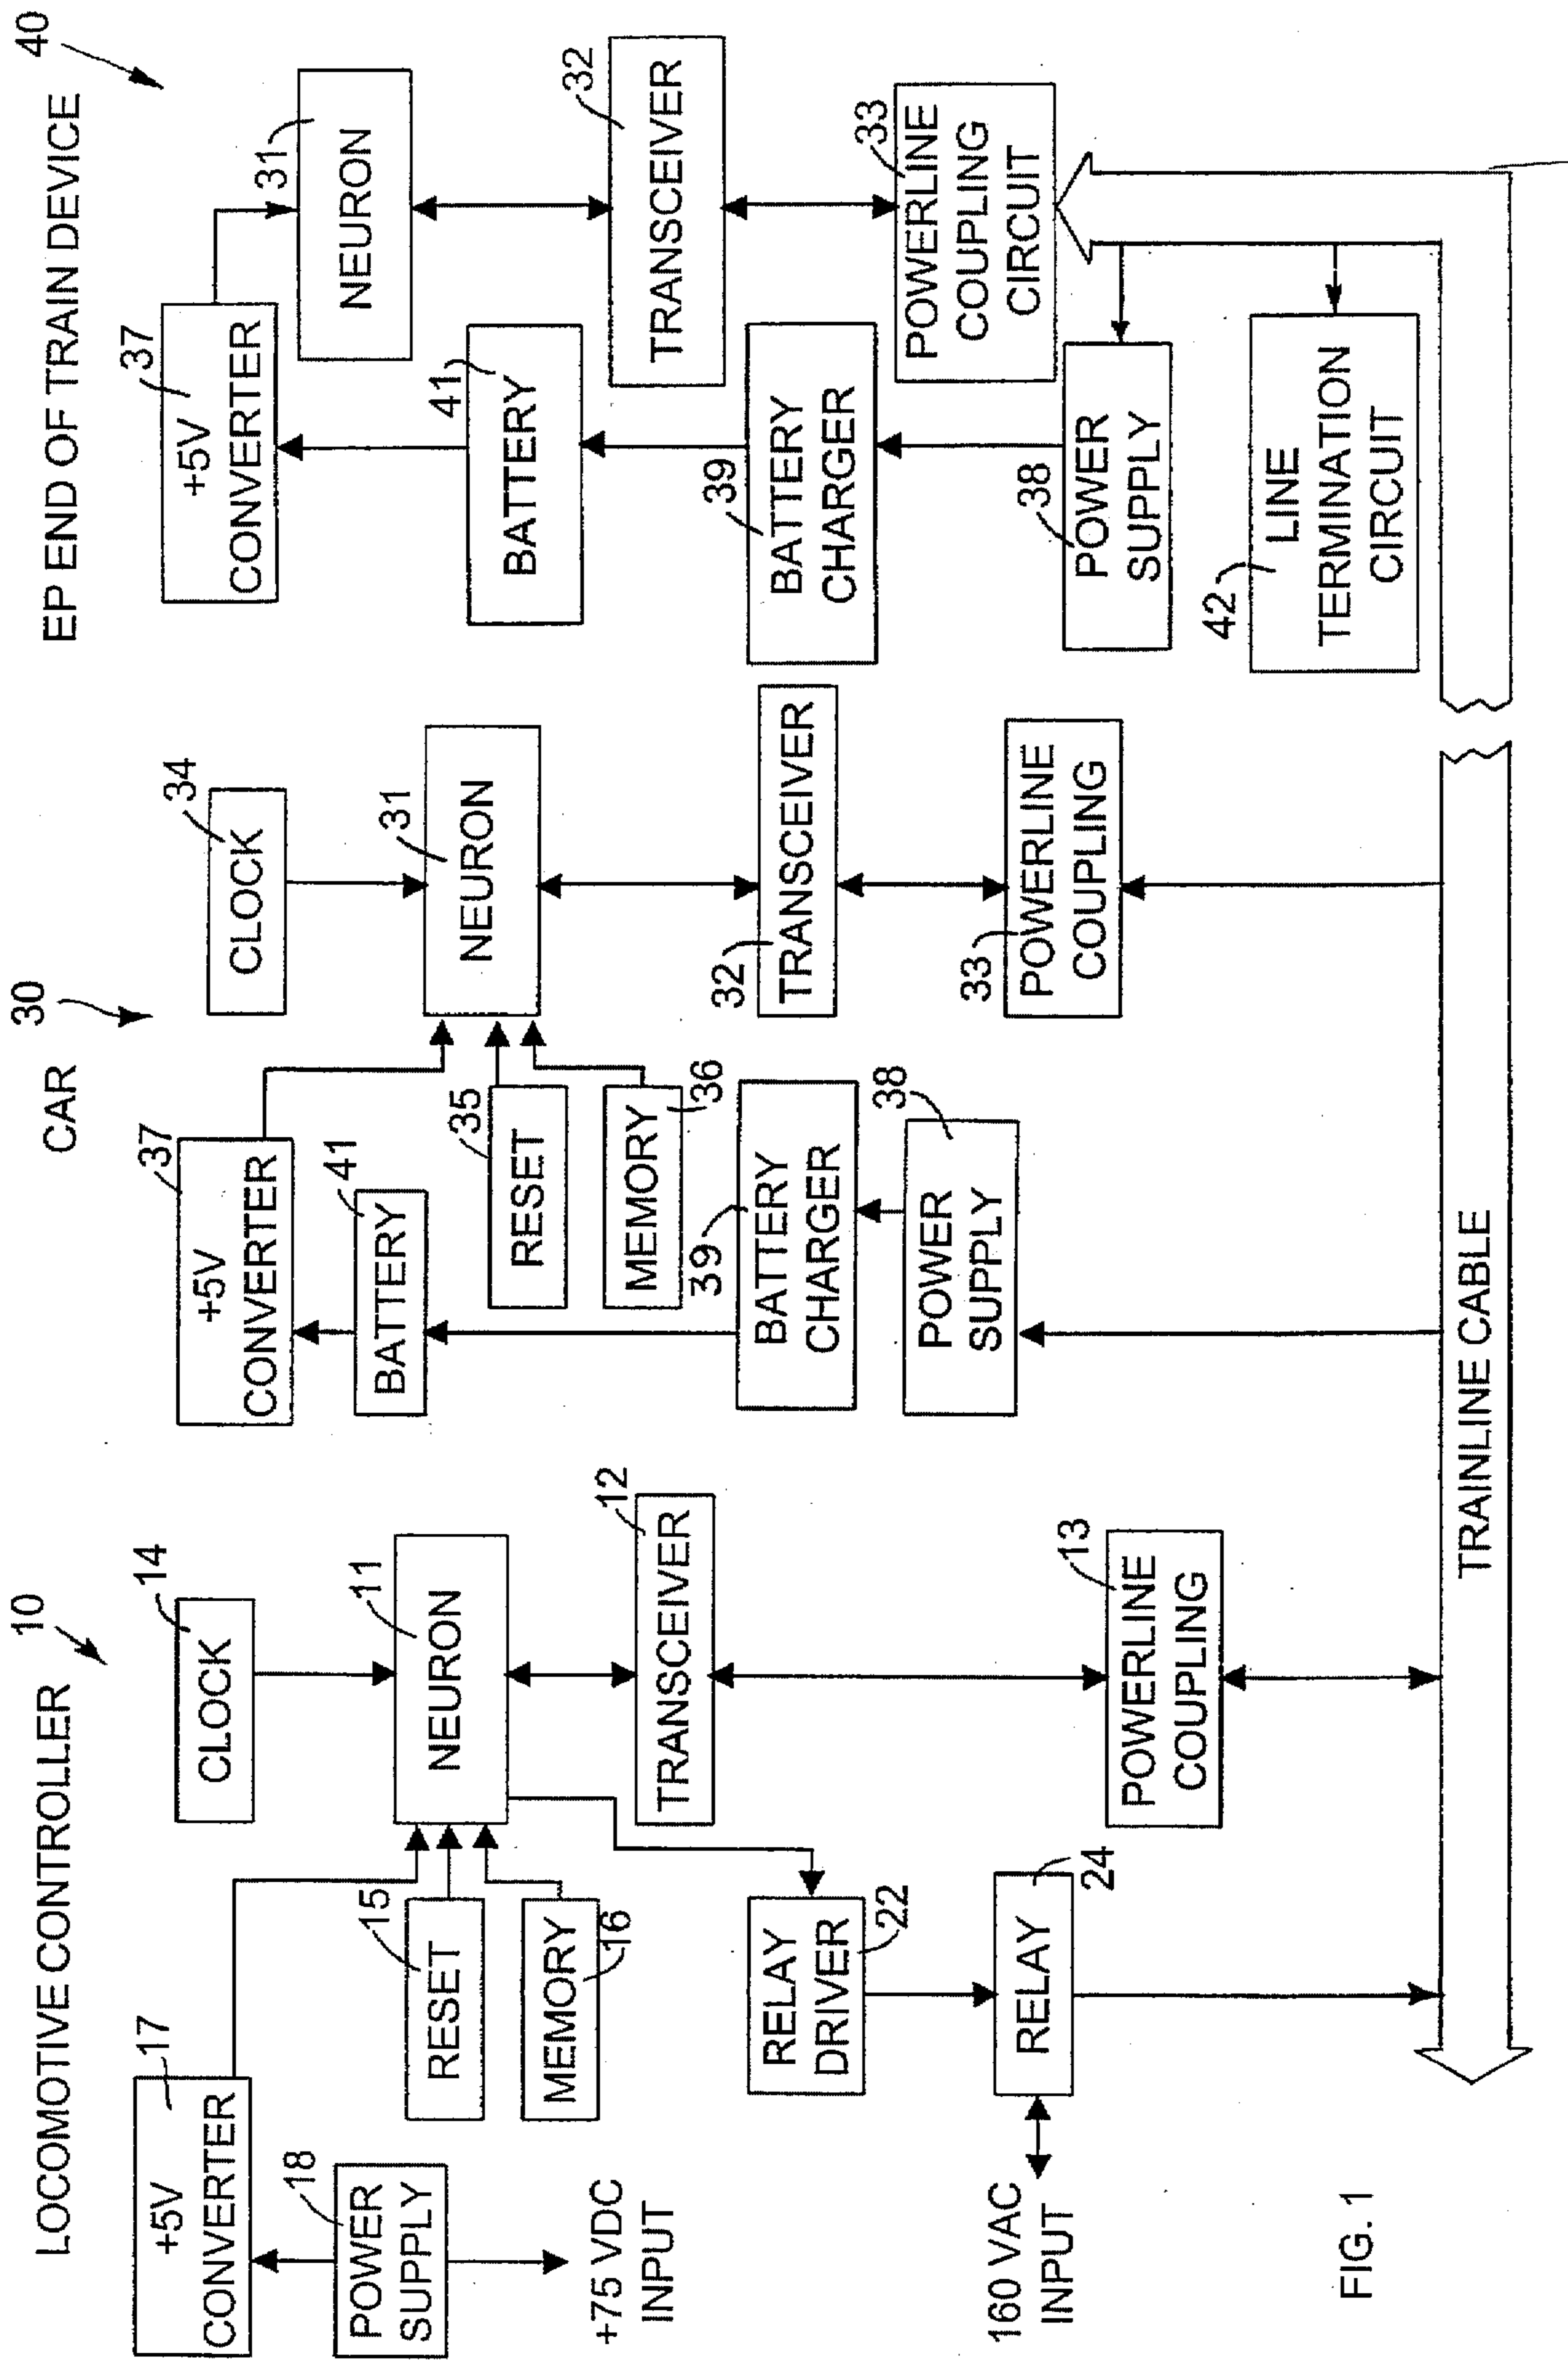 LOCOMOTIVE CONTROLLER
10
+5V
CONVERTER
17
POWER
SUPPLY
18
+75 VDC
INPUT
CLOCK
14
NEURON
11
RESET
15
MEMORY
16
TRANSCEIVER
12
RELAY
DRIVER
22
RELAY
24
160 VAC
INPUT
POWERLINE
COUPLING
13
CAR
30
+5V
CONVERTER
37
BATTERY
41
CLOCK
34
NEURON
31
RESET
35
MEMORY
36
BATTERY
CHARGER
39
POWER
SUPPLY
38
TRANSCEIVER
32
POWERLINE
COUPLING
33
EP END OF TRAIN DEVICE
40
+5V
CONVERTER
37
NEURON
31
BATTERY
41
TRANSCEIVER
32
BATTERY
CHARGER
39
POWERLINE
COUPLING
CIRCUIT
33
POWER
SUPPLY
38
LINE
TERMINATION
CIRCUIT
42
TRAINLINE CABLE
FIG. 1